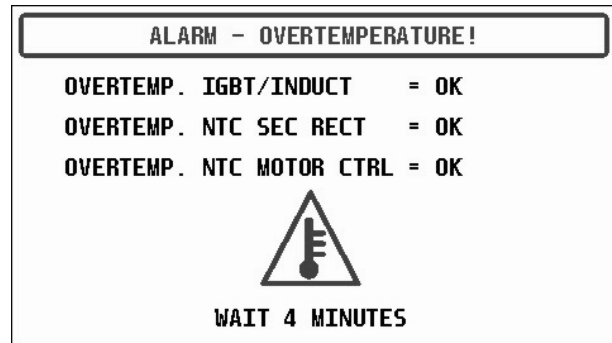 ALARM - OVERTEMPERATURE!
OVERTEMP. IGBT/INDUCT = OK
OVERTEMP. NTC SEC RECT = OK
OVERTEMP. NTC MOTOR CTRL = OK
WAIT 4 MINUTES